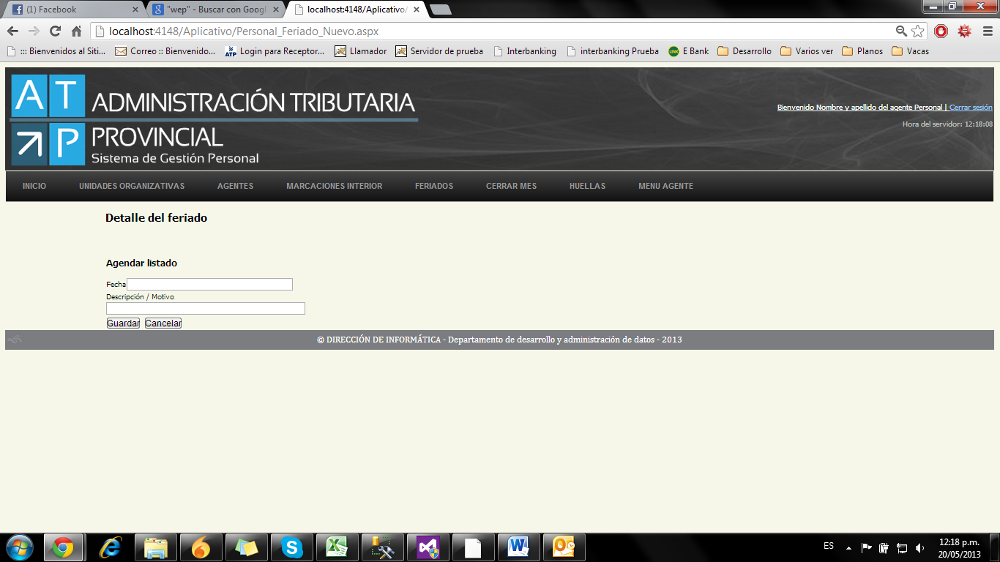 (1) Facebook
"wep" - Buscar con Googl
localhost:4148/Aplicativo/
localhost:4148/Aplicativo/Personal_Feriado_Nuevo.aspx
::: Bienvenidos al Siti... Correo :: Bienvenido... ATP Login para Receptor... Llamador Servidor de prueba Interbanking interbanking Prueba LINK E Bank Desarrollo Varios ver Planos Vacas
A T
P
ADMINISTRACIÓN TRIBUTARIA
PROVINCIAL
Sistema de Gestión Personal
Bienvenido Nombre y apellido del agente Personal | Cerrar sesión
Hora del servidor: 12:18:08
INICIO UNIDADES ORGANIZATIVAS AGENTES MARCACIONES INTERIOR FERIADOS CERRAR MES HUELLAS MENU AGENTE
Detalle del feriado
Agendar listado
Fecha
Descripción / Motivo
Guardar Cancelar
© DIRECCIÓN DE INFORMÁTICA - Departamento de desarrollo y administración de datos - 2013
ES
12:18 p.m.
20/05/2013